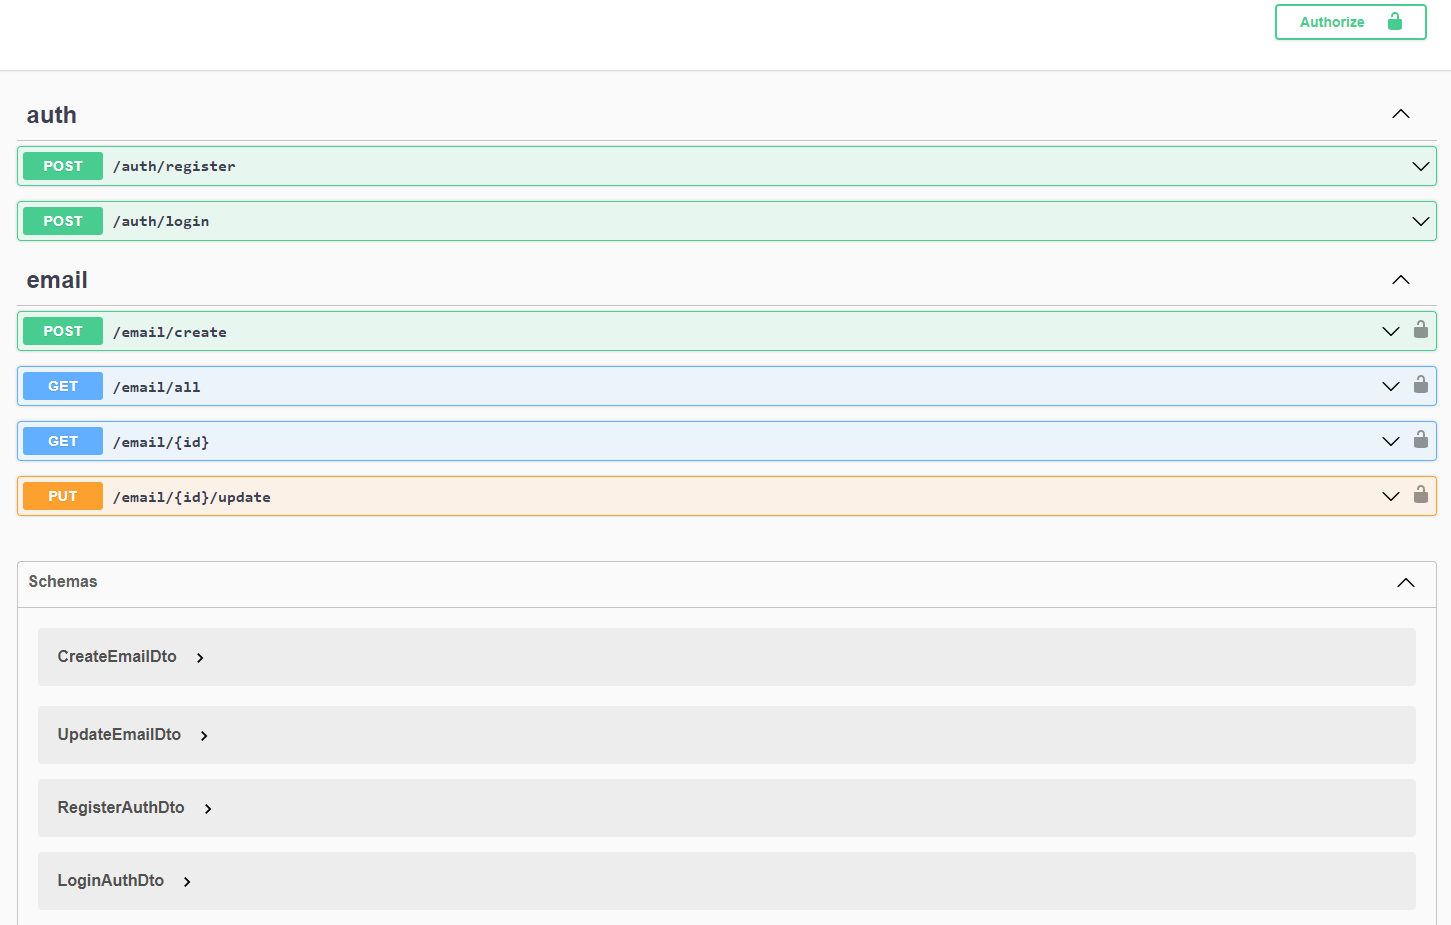 Authorize
auth
POST /auth/register
POST /auth/login
email
POST /email/create
GET /email/all
GET /email/{id}
PUT /email/{id}/update
Schemas
CreateEmailDto
UpdateEmailDto
RegisterAuthDto
LoginAuthDto